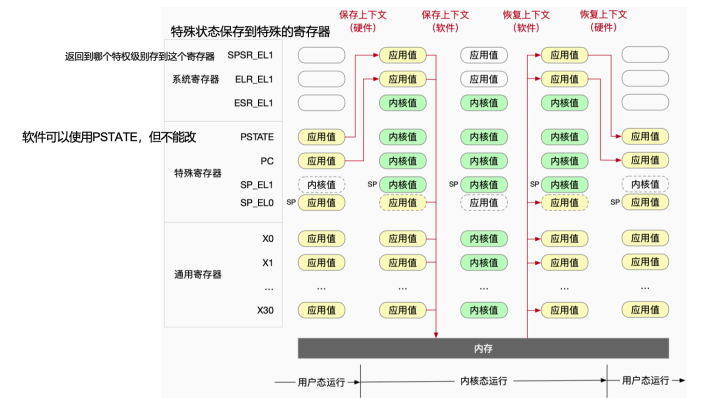 特殊状态保存到特殊的寄存器
保存上下文 保存上下文 恢复上下文 恢复上下文
(硬件) (软件) (软件) (硬件)
返回到哪个特权级别存到这个寄存器 SPSR_EL1 应用值 应用值 应用值
系统寄存器 ELR_EL1 应用值 应用值 应用值
ESR_EL1 内核值 内核值 内核值
软件可以使用PSTATE，但不能改 PSTATE 应用值 内核值 内核值 内核值 应用值
PC 应用值 内核值 内核值 内核值 应用值
特殊寄存器 SP_EL1 内核值 SP 内核值 SP 内核值 SP 内核值 内核值
SP_EL0 SP 应用值 应用值 应用值 应用值 SP 应用值
X0 应用值 应用值 内核值 应用值 应用值
X1 应用值 应用值 内核值 应用值 应用值
通用寄存器
... ... ... ... ... ...
X30 应用值 应用值 内核值 应用值 应用值
内存
用户态运行 内核态运行 用户态运行